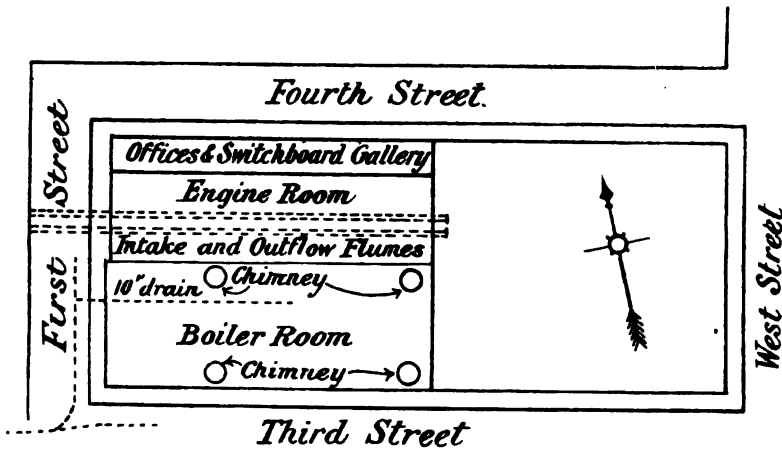 Fourth Street.
First Street
Offices & Switchboard Gallery
Engine Room
Intake and Outflow Flumes
Chimney
10" drain
Boiler Room
Chimney
West Street
Third Street